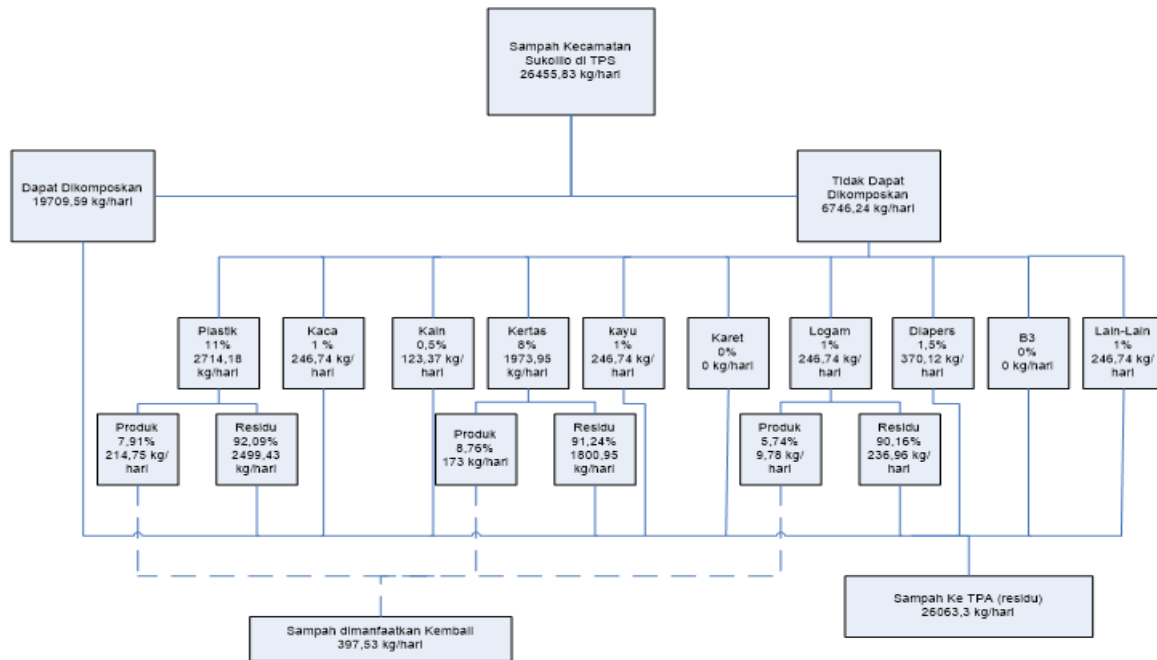 Sampah Kecamatan
Sukolilo di TPS
26455,83 kg/hari
Dapat Dikomposkan
19709,59 kg/hari
Tidak Dapat
Dikomposkan
6746,24 kg/hari
Plastik
11%
2714,18
kg/hari
Kaca
1 %
246,74 kg/
hari
Kain
0,5%
123,37 kg/
hari
Kertas
8%
1973,95
kg/hari
kayu
1%
246,74 kg/
hari
Karet
0%
0 kg/hari
Logam
1%
246,74 kg/
hari
Diapers
1,5%
370,12 kg/
hari
B3
0%
0 kg/hari
Lain-Lain
1%
246,74 kg/
hari
Produk
7,91%
214,75 kg/
hari
Residu
92,09%
2499,43
kg/hari
Produk
8,76%
173 kg/hari
Residu
91,24%
1800,95
kg/hari
Produk
5,74%
9,78 kg/
hari
Residu
90,16%
236,96 kg/
hari
Sampah Ke TPA (residu)
26063,3 kg/hari
Sampah dimanfaatkan Kembali
397,53 kg/hari